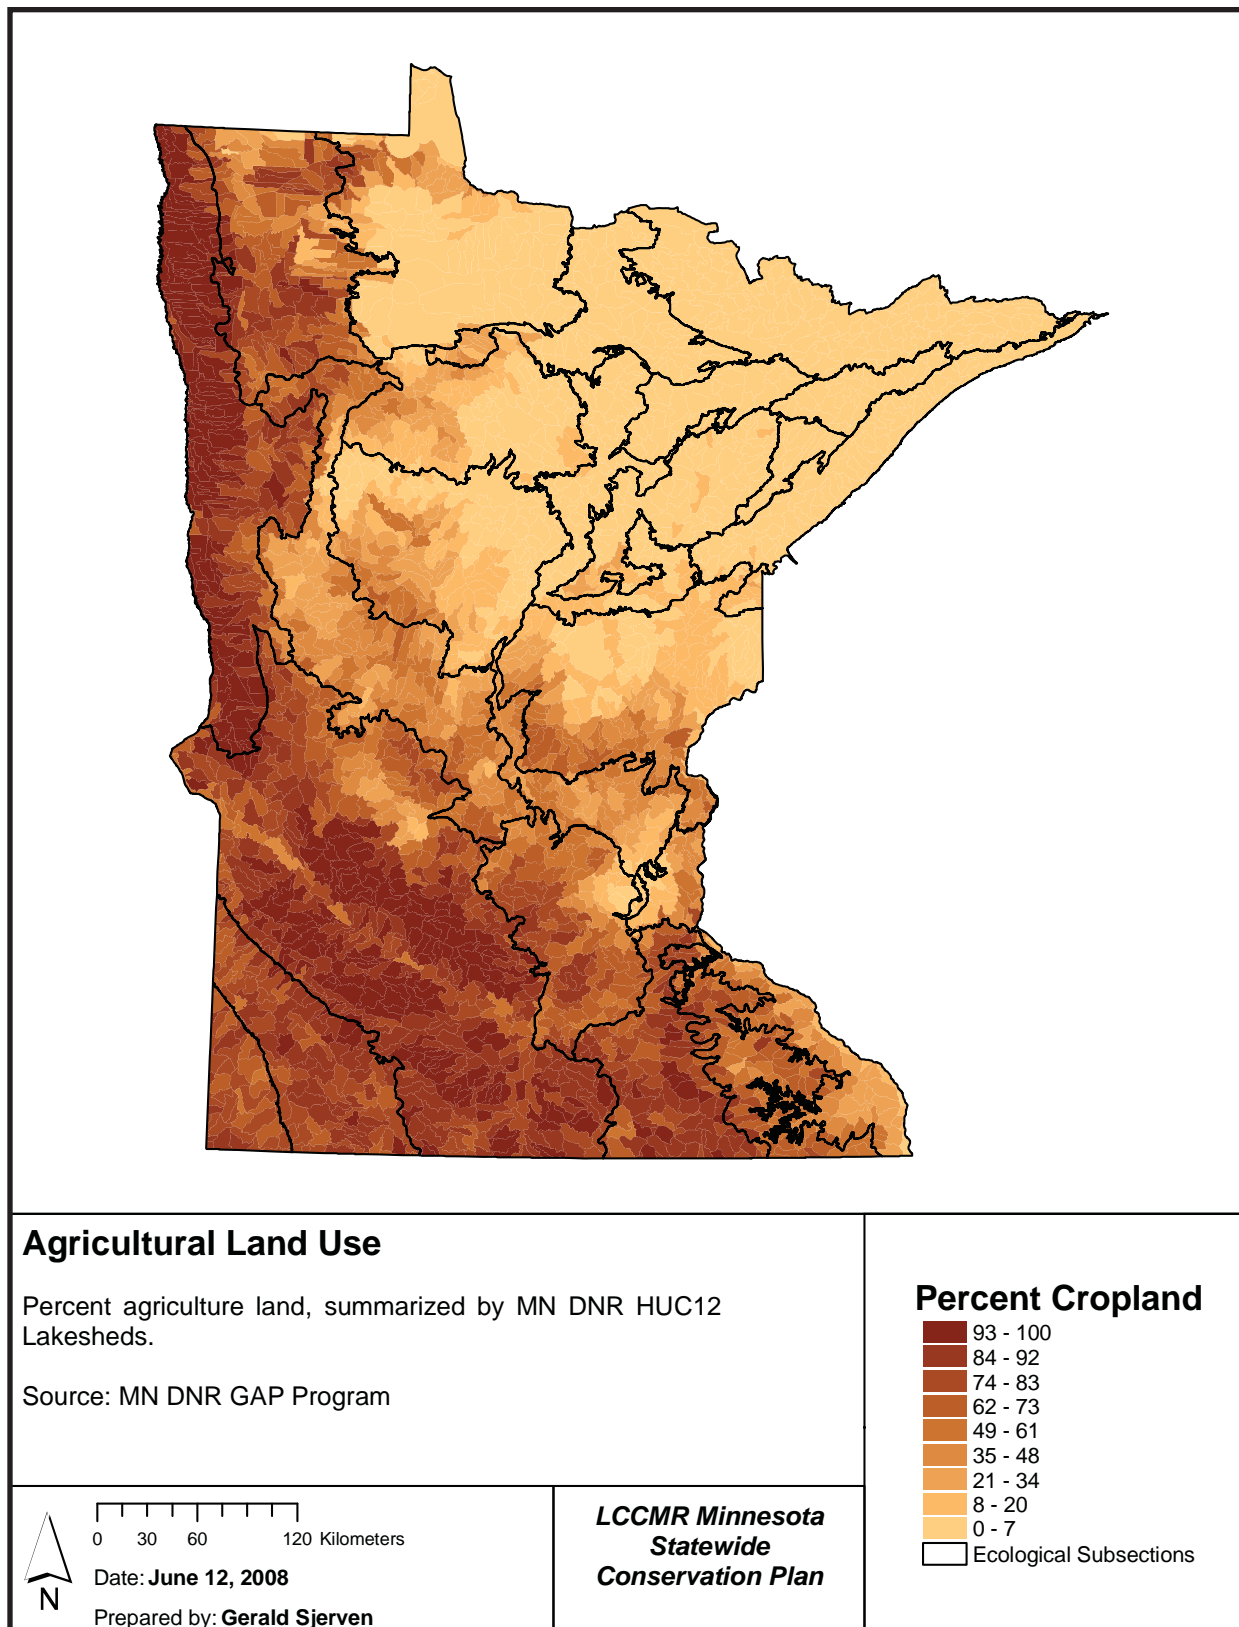 Agricultural Land Use
Percent agriculture land, summarized by MN DNR HUC12
Lakesheds.
Source: MN DNR GAP Program
Percent Cropland
93 - 100
84 - 92
74 - 83
62 - 73
49 - 61
35 - 48
21 - 34
8 - 20
0 - 7
Ecological Subsections
0 30 60 120 Kilometers
N
Date: June 12, 2008
Prepared by: Gerald Sjerven
LCCMR Minnesota
Statewide
Conservation Plan